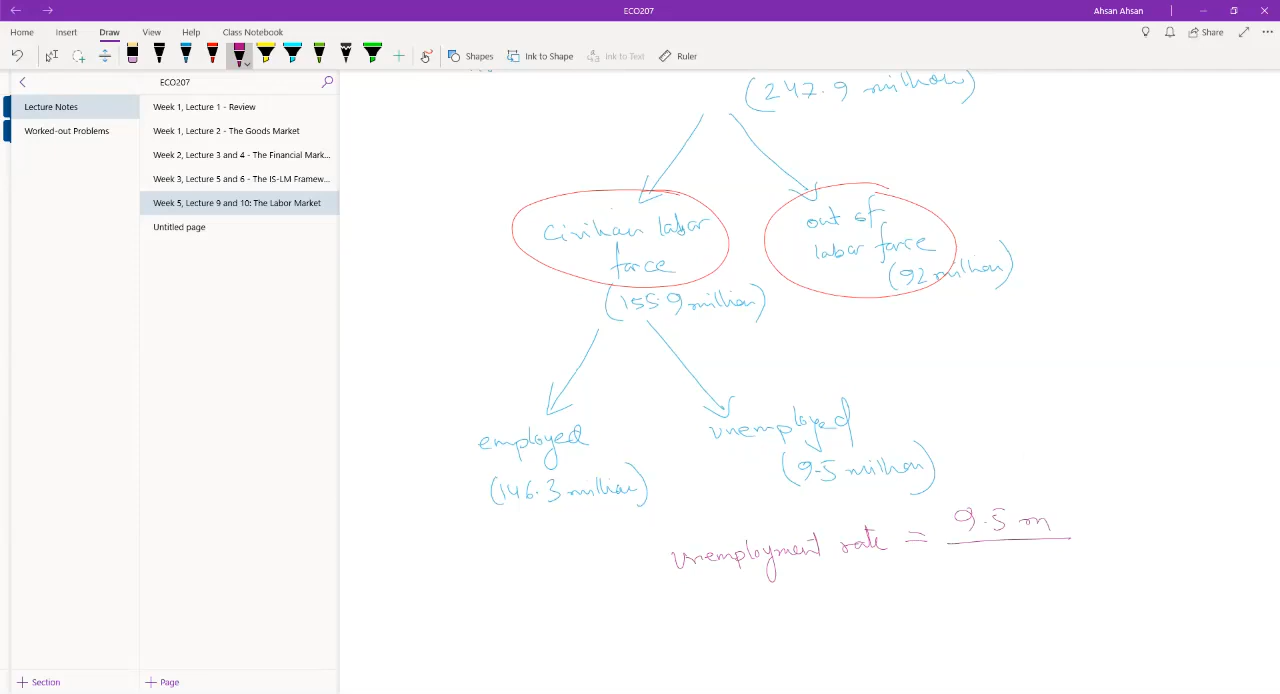 ECO207
Ahsan Ahsan
Home Insert Draw View Help Class Notebook
Share
Shapes Ink to Shape Ink to Text Ruler
ECO207
Lecture Notes
Worked-out Problems
Week 1, Lecture 1 - Review
Week 1, Lecture 2 - The Goods Market
Week 2, Lecture 3 and 4 - The Financial Mark...
Week 3, Lecture 5 and 6 - The IS-LM Framew...
Week 5, Lecture 9 and 10: The Labor Market
Untitled page
(247.9 million)
civilian labor
force
(155.9 million)
out of
labor force
(92 million)
employed
(146.3 million)
unemployed
(9.5 million)
unemployment rate = 9.5 m
Section
Page